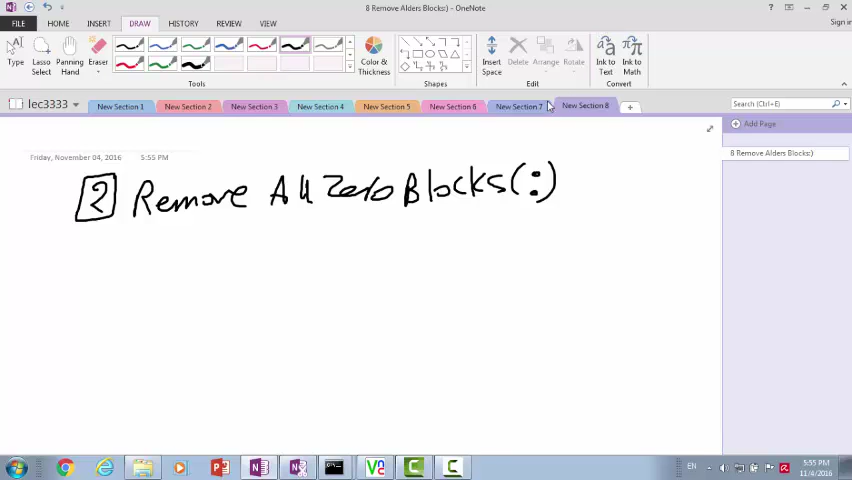 8 Remove Alders Blocks:) - OneNote
FILE HOME INSERT DRAW HISTORY REVIEW VIEW
Sign in
Type Lasso Select Panning Hand Eraser
Color & Thickness
Insert Space Delete Arrange Rotate
Ink to Text Ink to Math
Tools Shapes Edit Convert
lec3333 New Section 1 New Section 2 New Section 3 New Section 4 New Section 5 New Section 6 New Section 7 New Section 8
Search (Ctrl+E)
Add Page
8 Remove Alders Blocks:)
Friday, November 04, 2016 5:55 PM
2 Remove All Zero Blocks(:)
EN
5:55 PM
11/4/2016